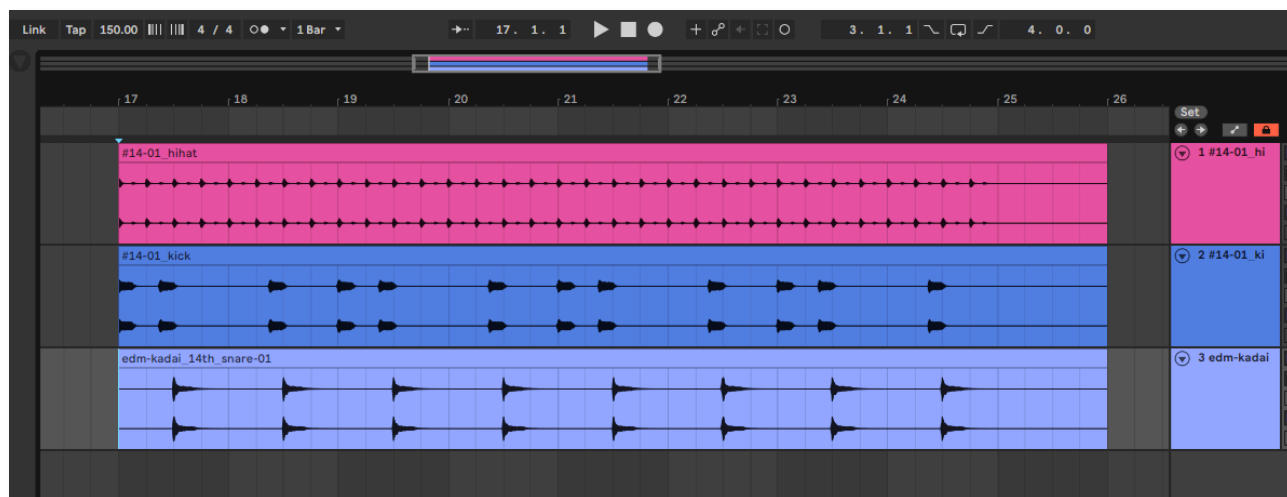 Link Tap 150.00 4 / 4 1 Bar 17. 1. 1 3. 1. 1 4. 0. 0
17 18 19 20 21 22 23 24 25 26
Set
#14-01_hihat 1 #14-01_hi
#14-01_kick 2 #14-01_ki
edm-kadai_14th_snare-01 3 edm-kadai